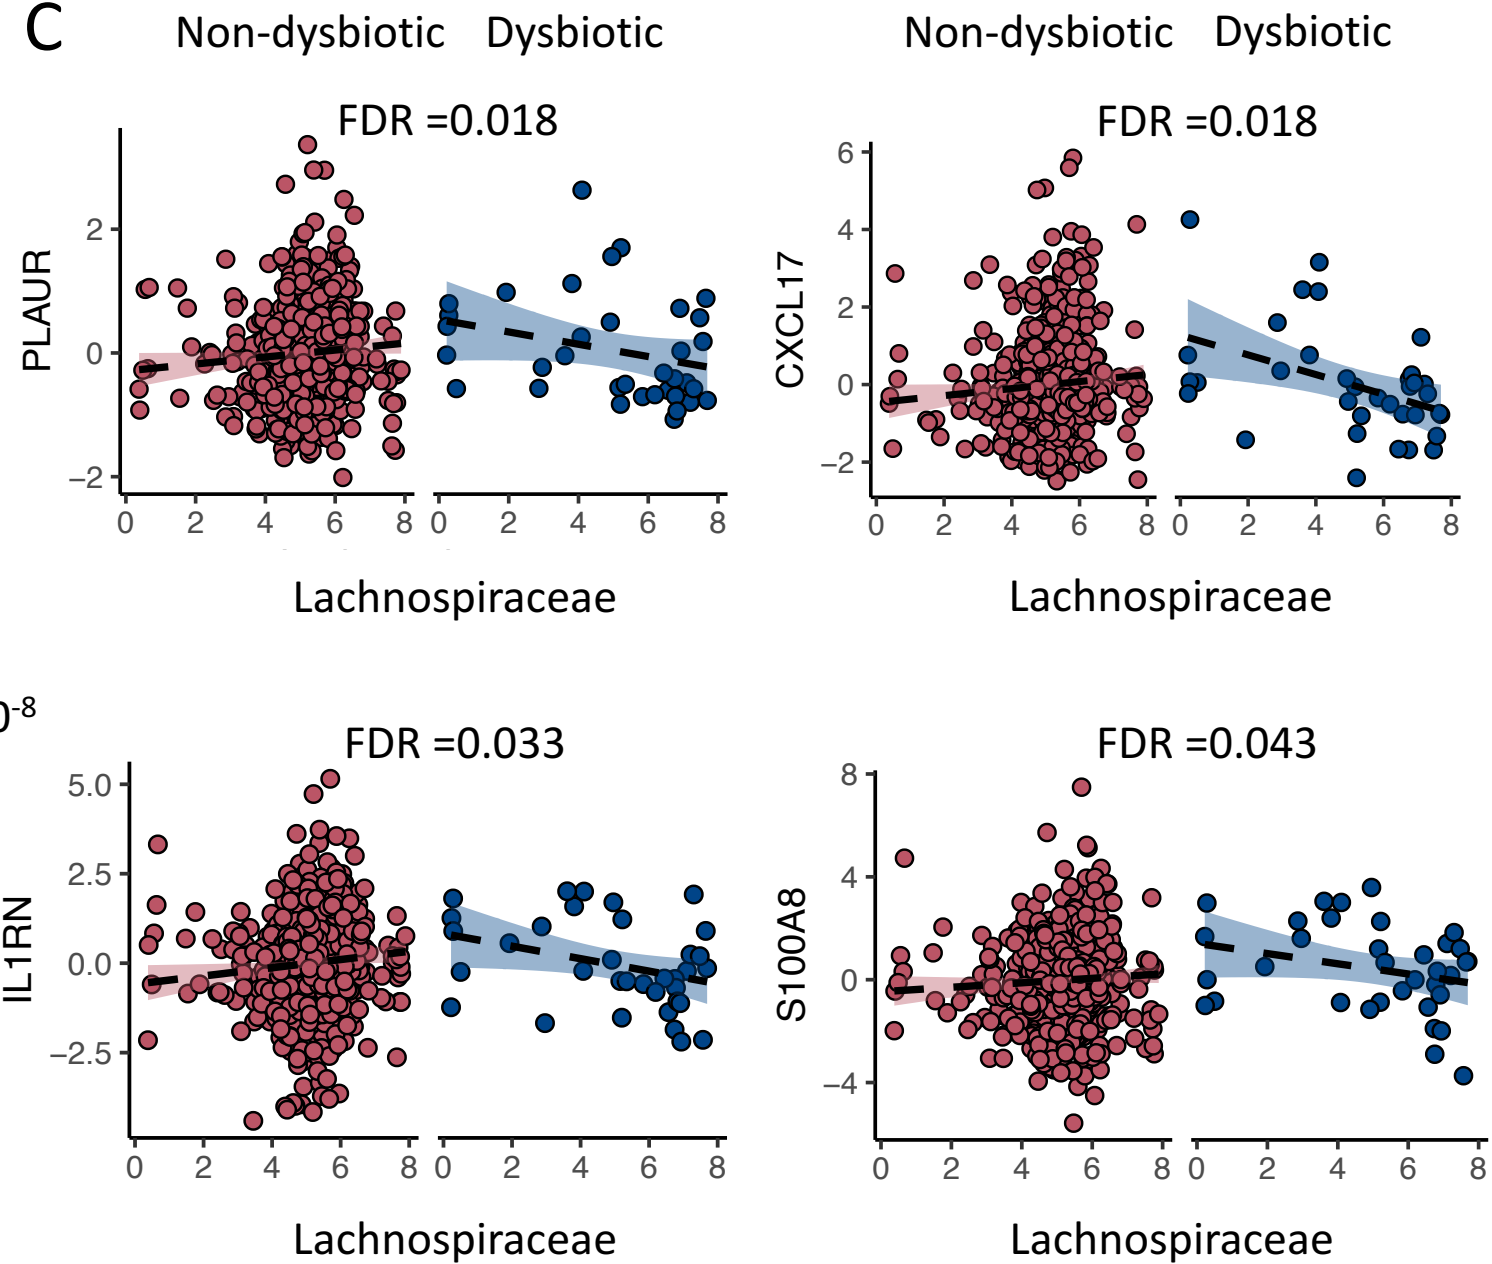 C
Non-dysbiotic Dysbiotic
Non-dysbiotic Dysbiotic
FDR =0.018
FDR =0.018
PLAUR
2
0
−2
0 2 4 6 8
0 2 4 6 8
Lachnospiraceae
CXCL17
6
4
2
0
−2
0 2 4 6 8
0 2 4 6 8
Lachnospiraceae
0-8
FDR =0.033
FDR =0.043
IL1RN
5.0
2.5
0.0
−2.5
0 2 4 6 8
0 2 4 6 8
Lachnospiraceae
S100A8
8
4
0
−4
0 2 4 6 8
0 2 4 6 8
Lachnospiraceae